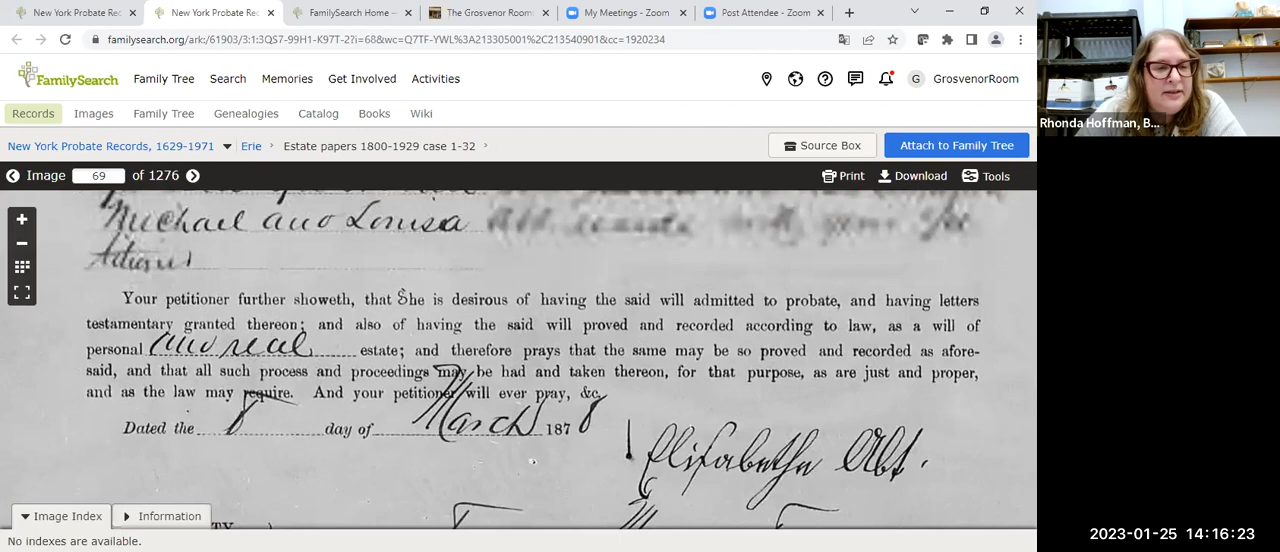 New York Probate Rec
New York Probate Rec
FamilySearch Home —
The Grosvenor Room:
My Meetings - Zoom
Post Attendee - Zoom
familysearch.org/ark:/61903/3:1:3QS7-99H1-K97T-Z?i=68&wc=Q7TF-YWL%3A213305001%2C213540901&cc=1920234
FamilySearch
Family Tree
Search
Memories
Get Involved
Activities
G
GrosvenorRoom
Records
Images
Family Tree
Genealogies
Catalog
Books
Wiki
New York Probate Records, 1629-1971
Erie
Estate papers 1800-1929 case 1-32
Source Box
Attach to Family Tree
Image 69 of 1276
Print
Download
Tools
Michael and Louisa
Your petitioner further showeth, that She is desirous of having the said will admitted to probate, and having letters
testamentary granted thereon; and also of having the said will proved and recorded according to law, as a will of
personal and real estate; and therefore prays that the same may be so proved and recorded as afore-
said, and that all such process and proceedings may be had and taken thereon, for that purpose, as are just and proper,
and as the law may require. And your petitioner will ever pray, &c.
Dated the 8 day of March 1878
Elisabetha Abt.
Image Index
Information
TY
No indexes are available.
Rhonda Hoffman, B...
2023-01-25 14:16:23